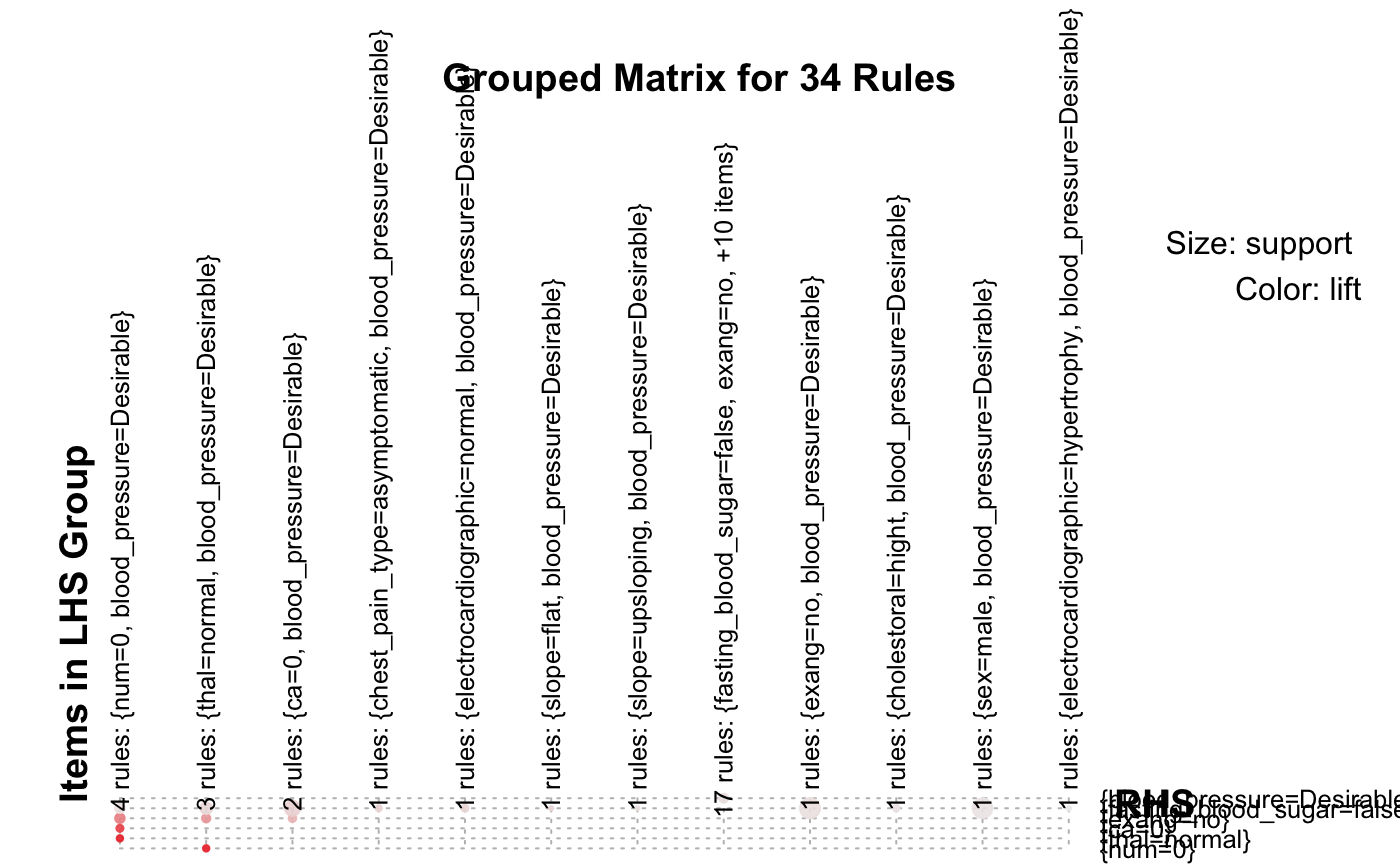 Grouped Matrix for 34 Rules
Size: support
Color: lift
Items in LHS Group
4 rules: {num=0, blood_pressure=Desirable}
3 rules: {thal=normal, blood_pressure=Desirable}
2 rules: {ca=0, blood_pressure=Desirable}
1 rules: {chest_pain_type=asymptomatic, blood_pressure=Desirable}
1 rules: {electrocardiographic=normal, blood_pressure=Desirable}
1 rules: {slope=flat, blood_pressure=Desirable}
1 rules: {slope=upsloping, blood_pressure=Desirable}
17 rules: {fasting_blood_sugar=false, exang=no, +10 items}
1 rules: {exang=no, blood_pressure=Desirable}
1 rules: {cholestoral=hight, blood_pressure=Desirable}
1 rules: {sex=male, blood_pressure=Desirable}
1 rules: {electrocardiographic=hypertrophy, blood_pressure=Desirable}
RHS
pressure=Desirable
blood_sugar=false
{exang=no}
{ca=0}
{thal=normal}
{num=0}